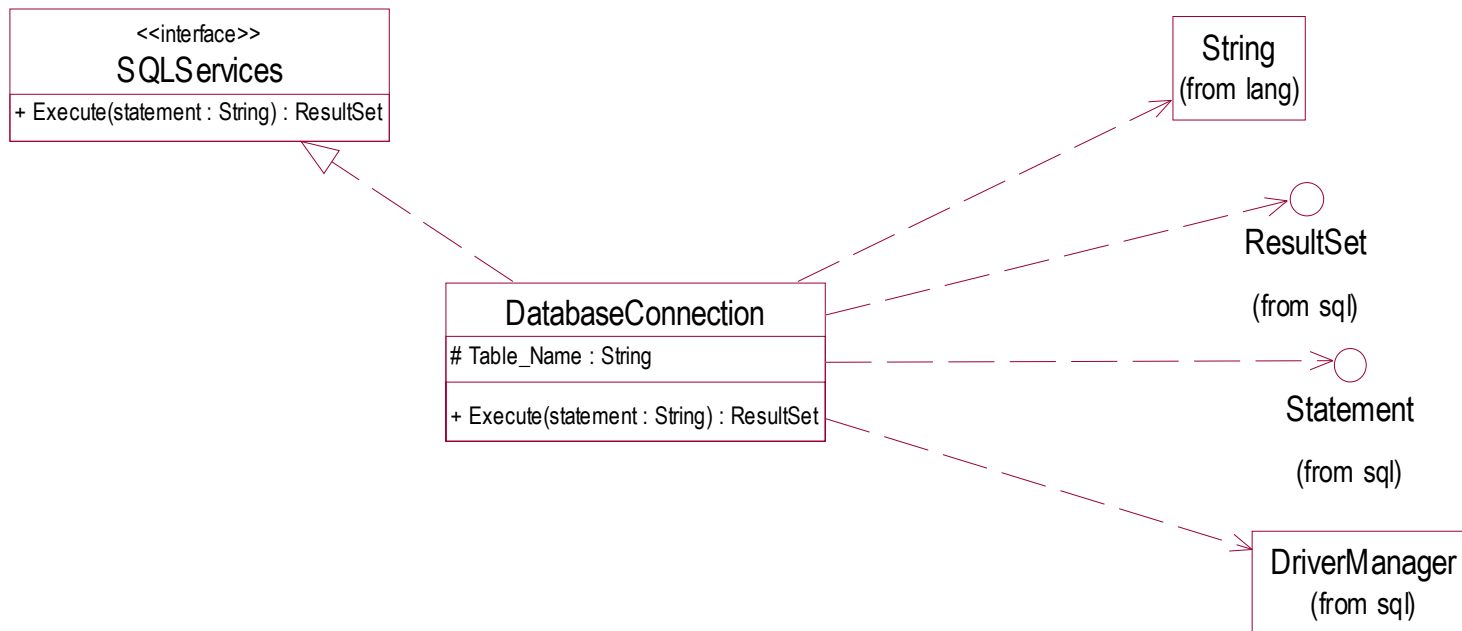 <<interface>>
SQLServices
+ Execute(statement : String) : ResultSet
String
(from lang)
ResultSet
(from sql)
DatabaseConnection
# Table_Name : String
+ Execute(statement : String) : ResultSet
Statement
(from sql)
DriverManager
(from sql)